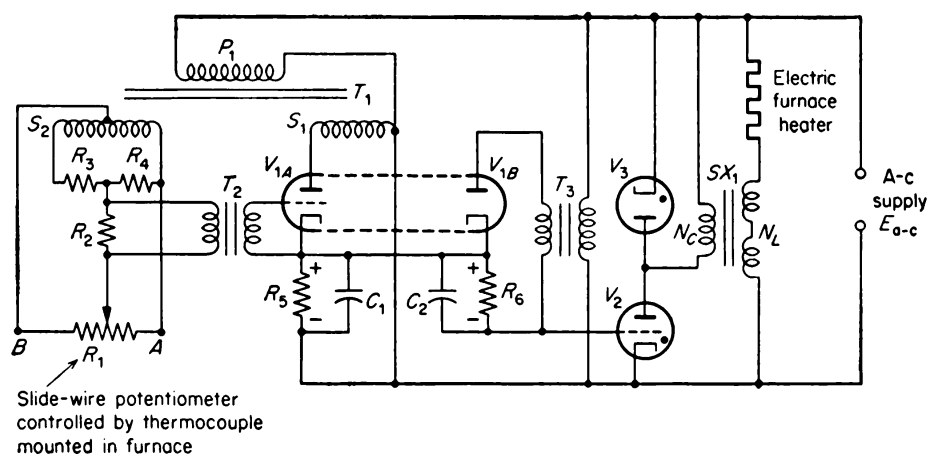 P1
T1
S2
S1
R3
R4
V1A
V1B
T2
T3
V3
SX1
Electric
furnace
heater
A-c
supply
Ea-c
R2
NC
NL
+
+
R5
C1
C2
R6
V2
−
−
B
R1
A
Slide-wire potentiometer
controlled by thermocouple
mounted in furnace